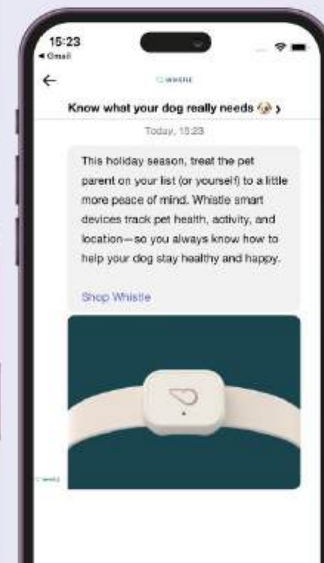 15:23
◀ Gmail
WHISTLE
Know what your dog really needs 🐶 ›
Today, 15:23
This holiday season, treat the pet
parent on your list (or yourself) to a little
more peace of mind. Whistle smart
devices track pet health, activity, and
location—so you always know how to
help your dog stay healthy and happy.
Shop Whistle